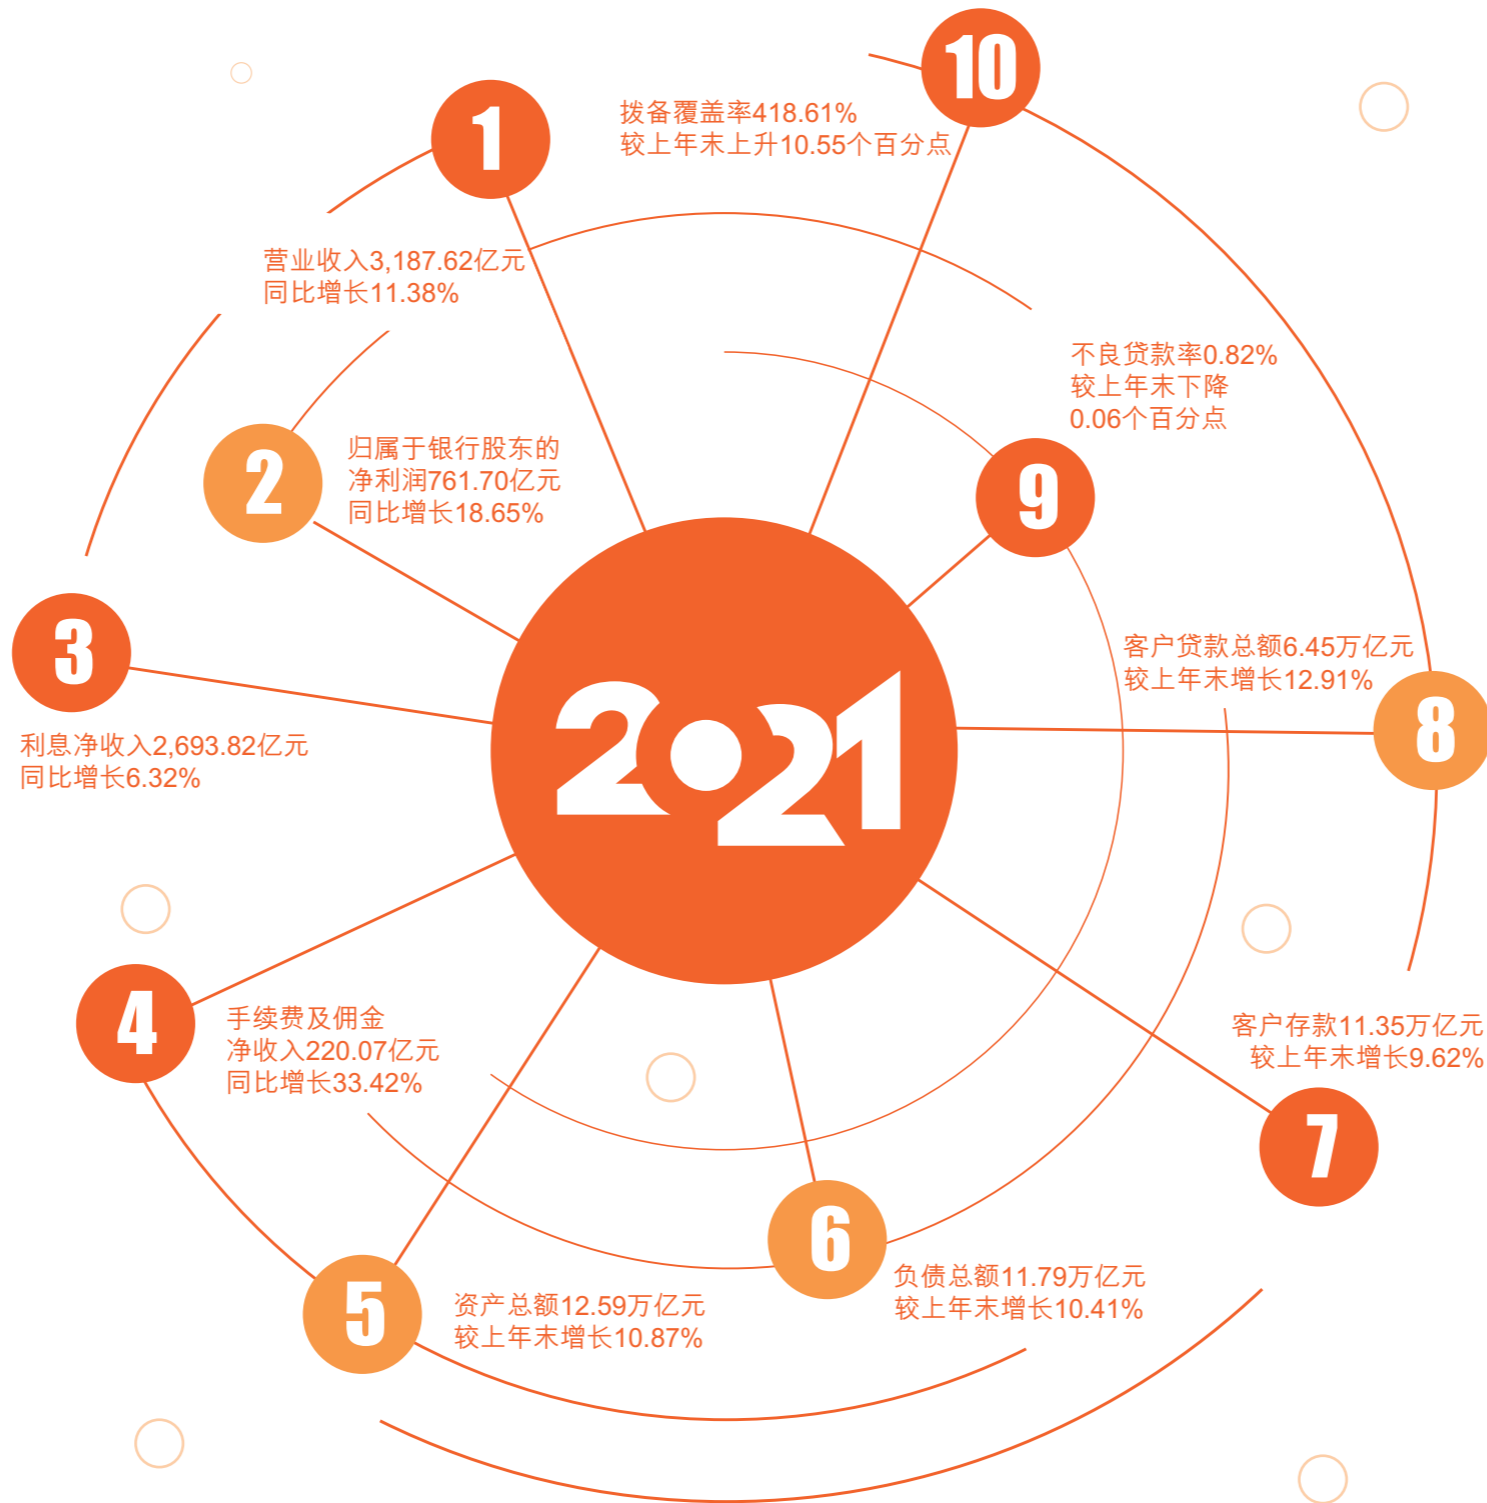 2021
1
营业收入3,187.62亿元
同比增长11.38%
2
归属于银行股东的
净利润761.70亿元
同比增长18.65%
3
利息净收入2,693.82亿元
同比增长6.32%
4
手续费及佣金
净收入220.07亿元
同比增长33.42%
5
资产总额12.59万亿元
较上年末增长10.87%
6
负债总额11.79万亿元
较上年末增长10.41%
7
客户存款11.35万亿元
较上年末增长9.62%
8
客户贷款总额6.45万亿元
较上年末增长12.91%
9
不良贷款率0.82%
较上年末下降
0.06个百分点
10
拨备覆盖率418.61%
较上年末上升10.55个百分点